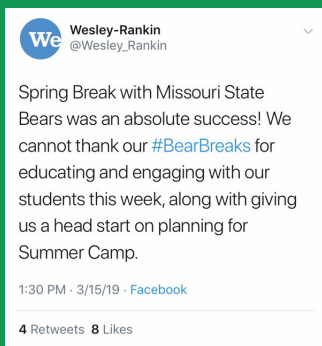 We
Wesley-Rankin
@Wesley_Rankin
Spring Break with Missouri State
Bears was an absolute success! We
cannot thank our #BearBreaks for
educating and engaging with our
students this week, along with giving
us a head start on planning for
Summer Camp.
1:30 PM · 3/15/19 · Facebook
4 Retweets 8 Likes